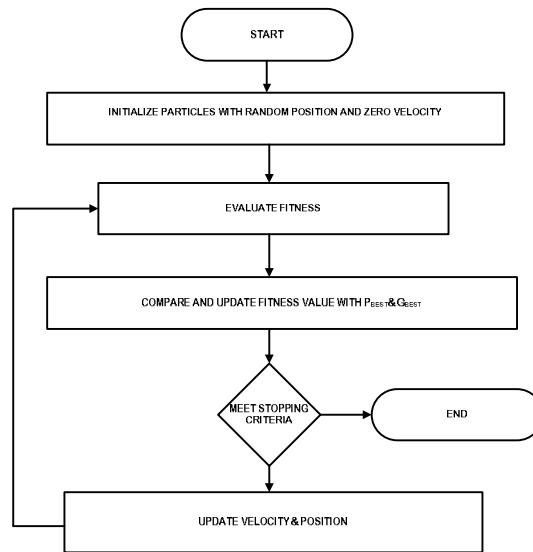 START
INITIALIZE PARTICLES WITH RANDOM POSITION AND ZERO VELOCITY
EVALUATE FITNESS
COMPARE AND UPDATE FITNESS VALUE WITH PBEST&GBEST
MEET STOPPING
CRITERIA
END
UPDATE VELOCITY & POSITION